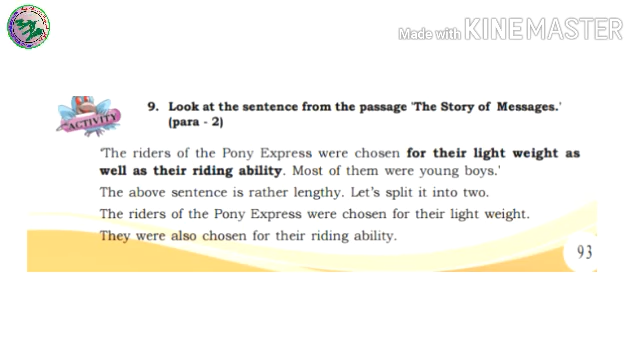 Made with KINEMASTER
ACTIVITY
9. Look at the sentence from the passage 'The Story of Messages.'
(para - 2)
'The riders of the Pony Express were chosen for their light weight as
well as their riding ability. Most of them were young boys.'
The above sentence is rather lengthy. Let's split it into two.
The riders of the Pony Express were chosen for their light weight.
They were also chosen for their riding ability.
93